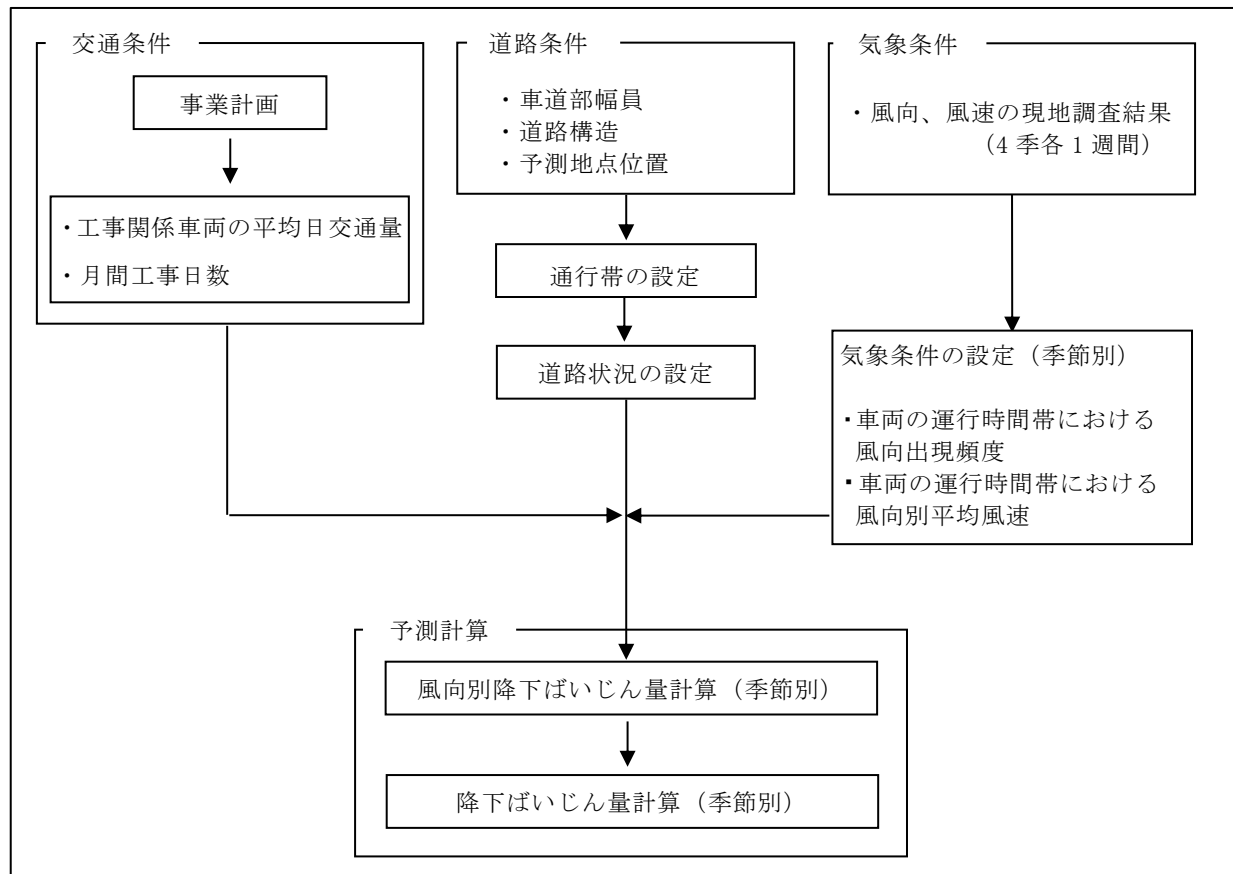 交通条件
事業計画
・工事関係車両の平均日交通量
・月間工事日数
道路条件
・車道部幅員
・道路構造
・予測地点位置
通行帯の設定
道路状況の設定
気象条件
・風向、風速の現地調査結果
（4 季各 1 週間）
気象条件の設定（季節別）
・車両の運行時間帯における
風向出現頻度
・車両の運行時間帯における
風向別平均風速
予測計算
風向別降下ばいじん量計算（季節別）
降下ばいじん量計算（季節別）